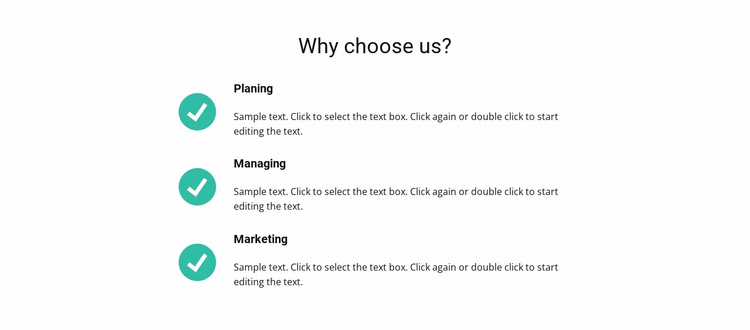 Why choose us?
Planing
Sample text. Click to select the text box. Click again or double click to start
editing the text.
Managing
Sample text. Click to select the text box. Click again or double click to start
editing the text.
Marketing
Sample text. Click to select the text box. Click again or double click to start
editing the text.